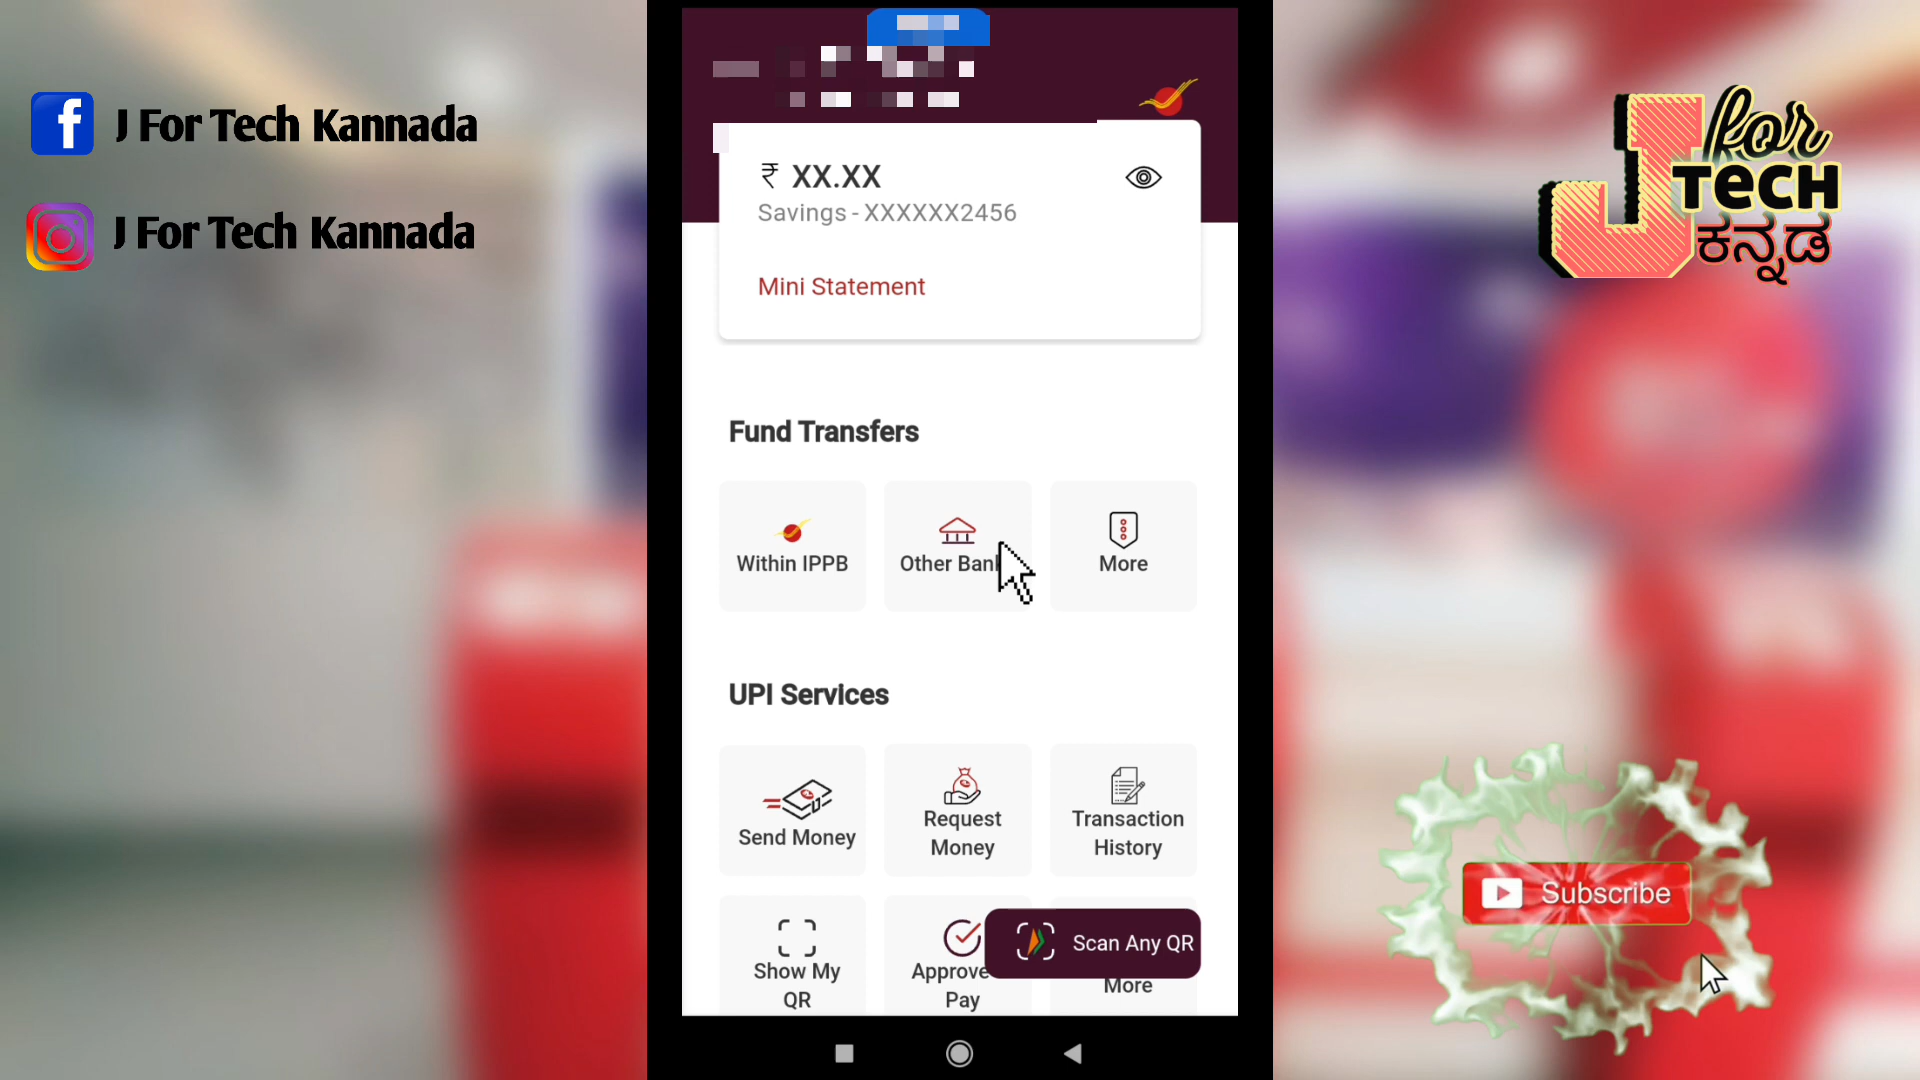 J For Tech Kannada
J For Tech Kannada
J for
TECH
ಕನ್ನಡ
₹ XX.XX
Savings - XXXXXX2456
Mini Statement
Fund Transfers
Within IPPB
Other Bank
More
UPI Services
Send Money
Request
Money
Transaction
History
Show My
QR
Approve
Pay
More
Scan Any QR
Subscribe